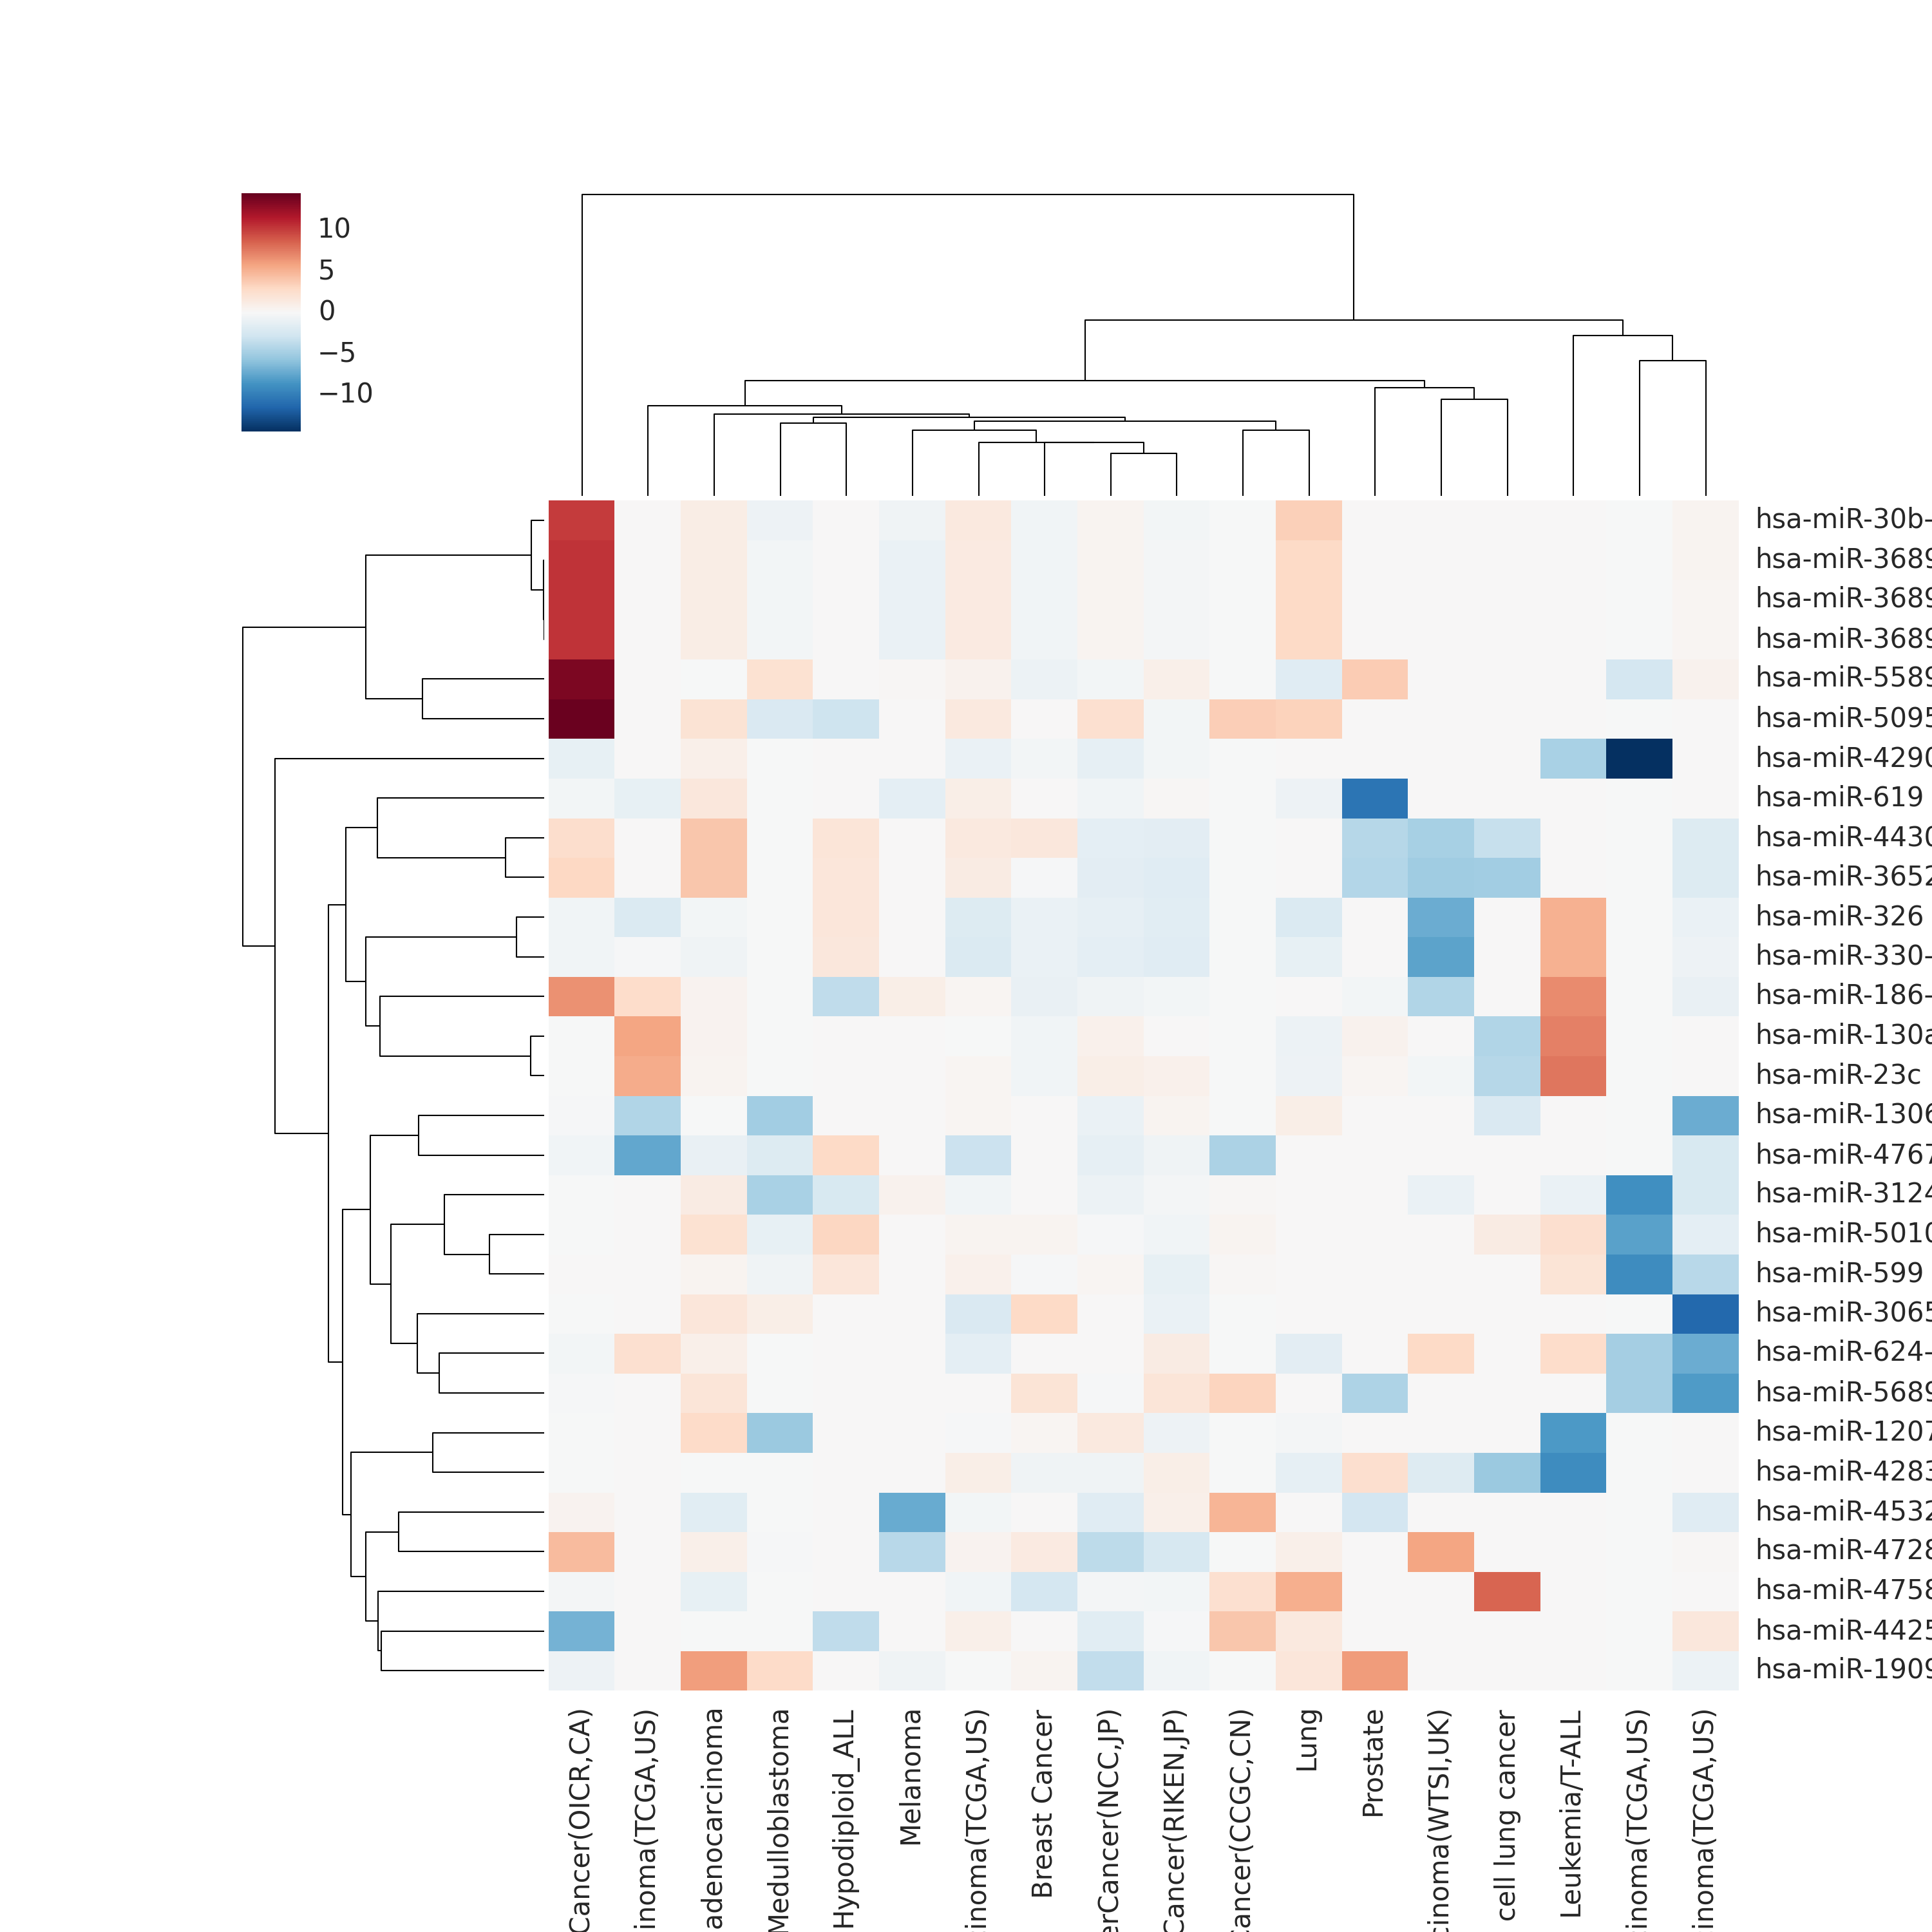 10
5
0
−5
−10
hsa-miR-30b-
hsa-miR-3689
hsa-miR-3689
hsa-miR-3689
hsa-miR-5589
hsa-miR-5095
hsa-miR-4290
hsa-miR-619
hsa-miR-4430
hsa-miR-3652
hsa-miR-326
hsa-miR-330-
hsa-miR-186-
hsa-miR-130a
hsa-miR-23c
hsa-miR-1306
hsa-miR-4767
hsa-miR-3124
hsa-miR-5010
hsa-miR-599
hsa-miR-3065
hsa-miR-624-
hsa-miR-5689
hsa-miR-1207
hsa-miR-4283
hsa-miR-4532
hsa-miR-4728
hsa-miR-4758
hsa-miR-4425
hsa-miR-1909
Cancer(OICR,CA)
inoma(TCGA,US)
adenocarcinoma
Medulloblastoma
Hypodiploid_ALL
Melanoma
inoma(TCGA,US)
Breast Cancer
erCancer(NCC,JP)
Cancer(RIKEN,JP)
ancer(CCGC,CN)
Lung
Prostate
cinoma(WTSI,UK)
cell lung cancer
Leukemia/T-ALL
inoma(TCGA,US)
inoma(TCGA,US)